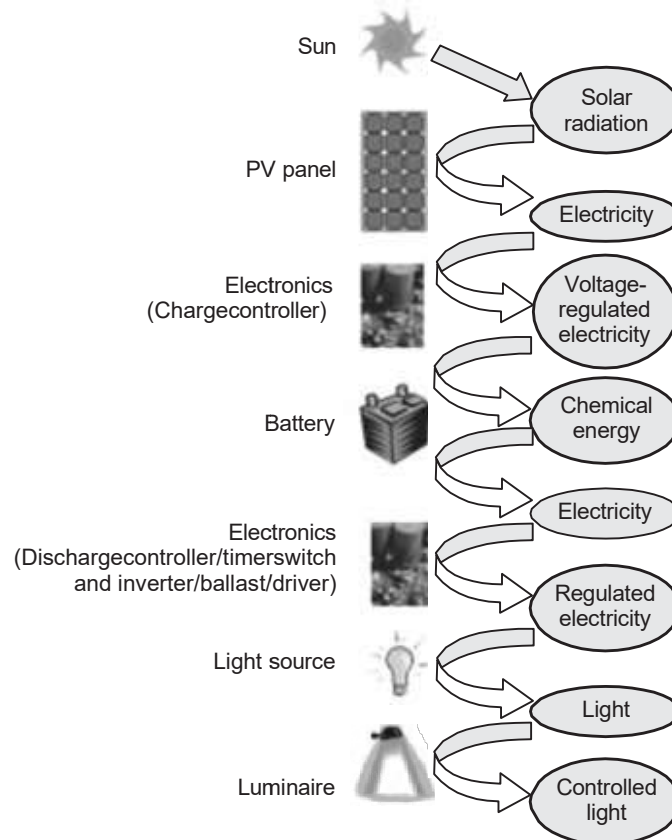 Sun
Solar
radiation
PV panel
Electricity
Electronics
(Chargecontroller)
Voltage-
regulated
electricity
Battery
Chemical
energy
Electricity
Electronics
(Dischargecontroller/timerswitch
and inverter/ballast/driver)
Regulated
electricity
Light source
Light
Luminaire
Controlled
light